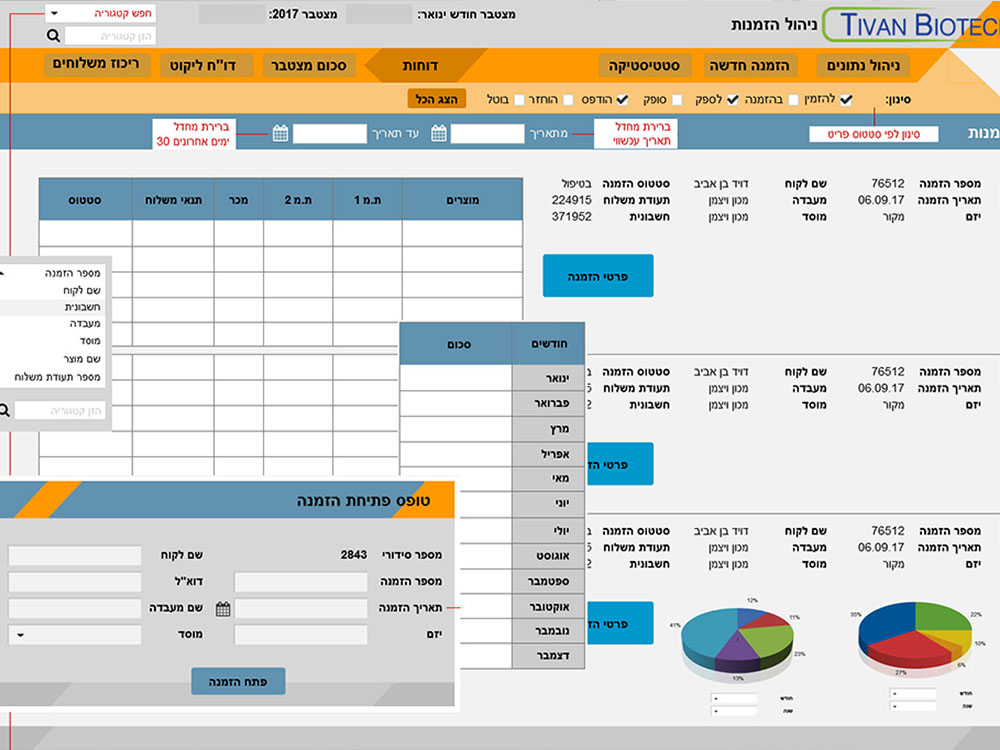 TIVAN BIOTEC
ניהול הזמנות
מצטבר חודש ינואר:
מצטבר 2017:
חפש קטגוריה
הזן קטגוריה
ניהול נתונים
הזמנה חדשה
סטטיסטיקה
דוחות
סכום מצטבר
דו"ח ליקוט
ריכוז משלוחים
סינון:
להזמין
בהזמנה
לספק
סופק
הודפס
הוחזר
בוטל
הצג הכל
מנות
סינון לפי סטטוס פריט
ברירת מחדל
תאריך עכשווי
מתאריך
עד תאריך
ברירת מחדל
30 ימים אחרונים
מספר הזמנה 76512 שם לקוח דויד בן אביב סטטוס הזמנה בטיפול
תאריך הזמנה 06.09.17 מעבדה מכון ויצמן תעודת משלוח 224915
יזם מקור מוסד מכון ויצמן חשבונית 371952
פרטי הזמנה
מוצרים ת.מ 1 ת.מ 2 מכר תנאי משלוח סטטוס
מספר הזמנה
שם לקוח
חשבונית
מעבדה
מוסד
שם מוצר
מספר תעודת משלוח
הזן קטגוריה
חודשים סכום
ינואר
פברואר
מרץ
אפריל
מאי
יוני
יולי
אוגוסט
ספטמבר
אוקטובר
נובמבר
דצמבר
מספר הזמנה 76512 שם לקוח דויד בן אביב סטטוס הזמנה
תאריך הזמנה 06.09.17 מעבדה מכון ויצמן תעודת משלוח 5
יזם מקור מוסד מכון ויצמן חשבונית 2
פרטי הז
מספר הזמנה 76512 שם לקוח דויד בן אביב סטטוס הזמנה
תאריך הזמנה 06.09.17 מעבדה מכון ויצמן תעודת משלוח 5
יזם מקור מוסד מכון ויצמן חשבונית 2
פרטי הז
טופס פתיחת הזמנה
מספר סידורי 2843 שם לקוח
מספר הזמנה דוא"ל
תאריך הזמנה שם מעבדה
יזם מוסד
פתח הזמנה
12%
11%
23%
13%
41%
חודש
שנה
35%
22%
10%
6%
27%
חודש
שנה